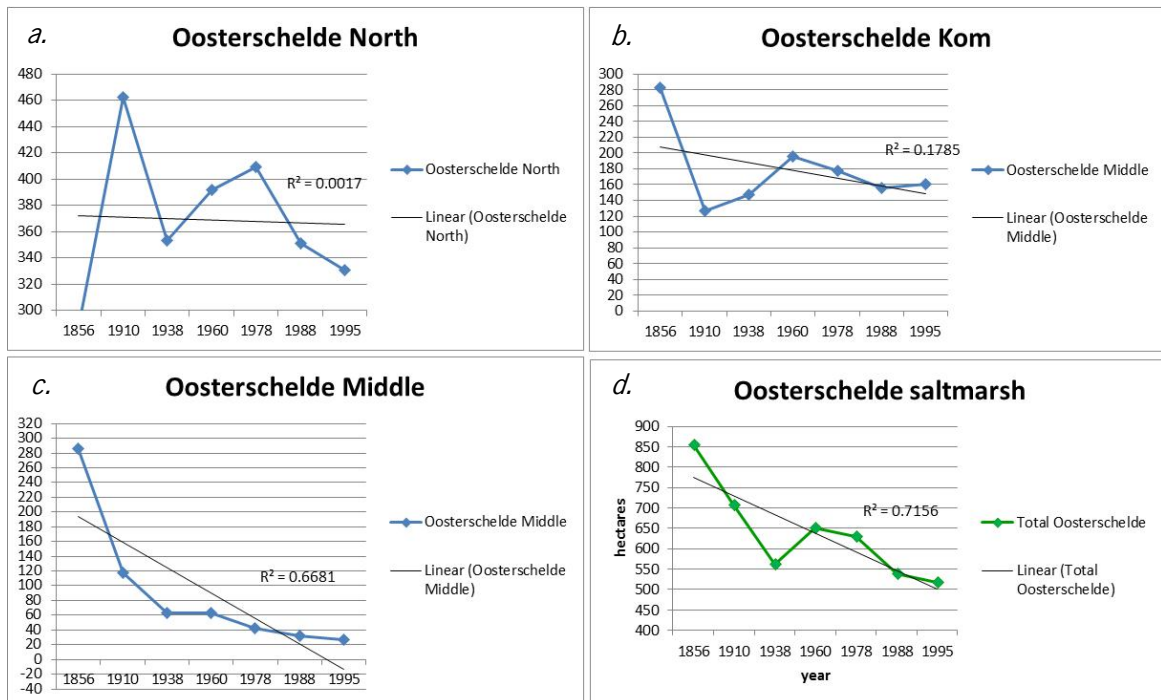 a.
Oosterschelde North
480
460
440
420
400
380
360
340
320
300
R² = 0.0017
1856 1910 1938 1960 1978 1988 1995
Oosterschelde North
Linear (Oosterschelde
North)
b.
Oosterschelde Kom
300
280
260
240
220
200
180
160
140
120
100
80
60
40
20
0
R² = 0.1785
1856 1910 1938 1960 1978 1988 1995
Oosterschelde Middle
Linear (Oosterschelde
Middle)
c.
Oosterschelde Middle
320
300
280
260
240
220
200
180
160
140
120
100
80
60
40
20
0
-20
-40
R² = 0.6681
1856 1910 1938 1960 1978 1988 1995
Oosterschelde Middle
Linear (Oosterschelde
Middle)
d.
Oosterschelde saltmarsh
hectares
900
850
800
750
700
650
600
550
500
450
400
R² = 0.7156
1856 1910 1938 1960 1978 1988 1995
year
Total Oosterschelde
Linear (Total
Oosterschelde)